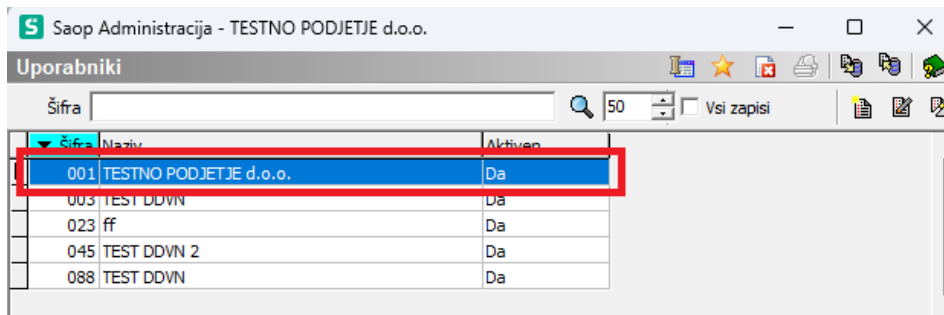 S Saop Administracija - TESTNO PODJETJE d.o.o.
Uporabniki
Šifra 50 Vsi zapisi
Šifra Naziv Aktiven
001 TESTNO PODJETJE d.o.o. Da
003 TEST DDVN Da
023 ff Da
045 TEST DDVN 2 Da
088 TEST DDVN Da